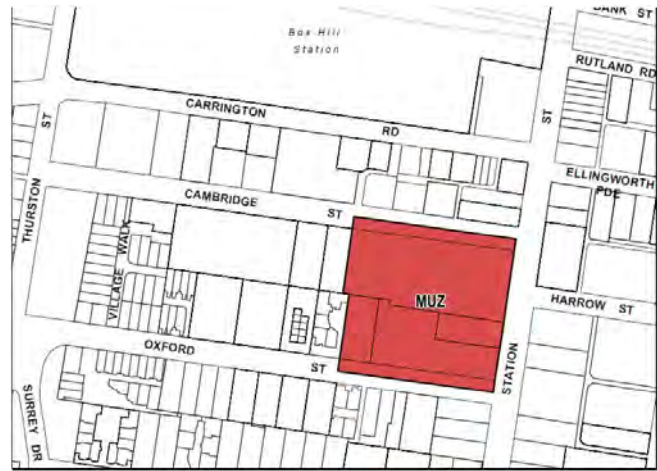 BANK ST
Box Hill
Station
RUTLAND RD
CARRINGTON RD
ST
ELLINGWORTH
PDE
CAMBRIDGE ST
THURSTON ST
VILLAGE WALK
MUZ
HARROW ST
OXFORD ST
STATION
SURREY DR